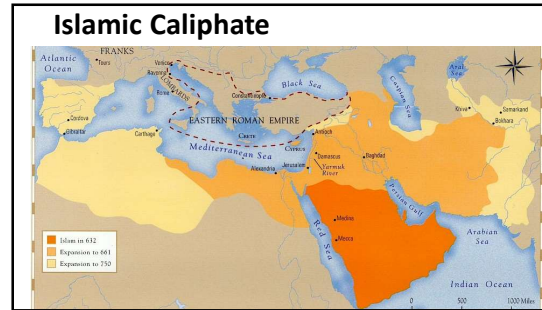 Islamic Caliphate
Atlantic
Ocean
FRANKS
Tours
Venice
Ravenna
LOMBARDS
Rome
Cordova
Gibraltar
Carthage
Constantinople
Black Sea
Caspian Sea
Aral
Sea
Khiva
Samarkand
Bokhara
EASTERN ROMAN EMPIRE
CRETE
CYPRUS
Antioch
Mediterranean Sea
Damascus
Yarmuk
River
Baghdad
Jerusalem
Alexandria
Persian Gulf
Medina
Mecca
Red Sea
Arabian
Sea
Indian Ocean
Islam in 632
Expansion to 661
Expansion to 750
0 500 1000 Miles